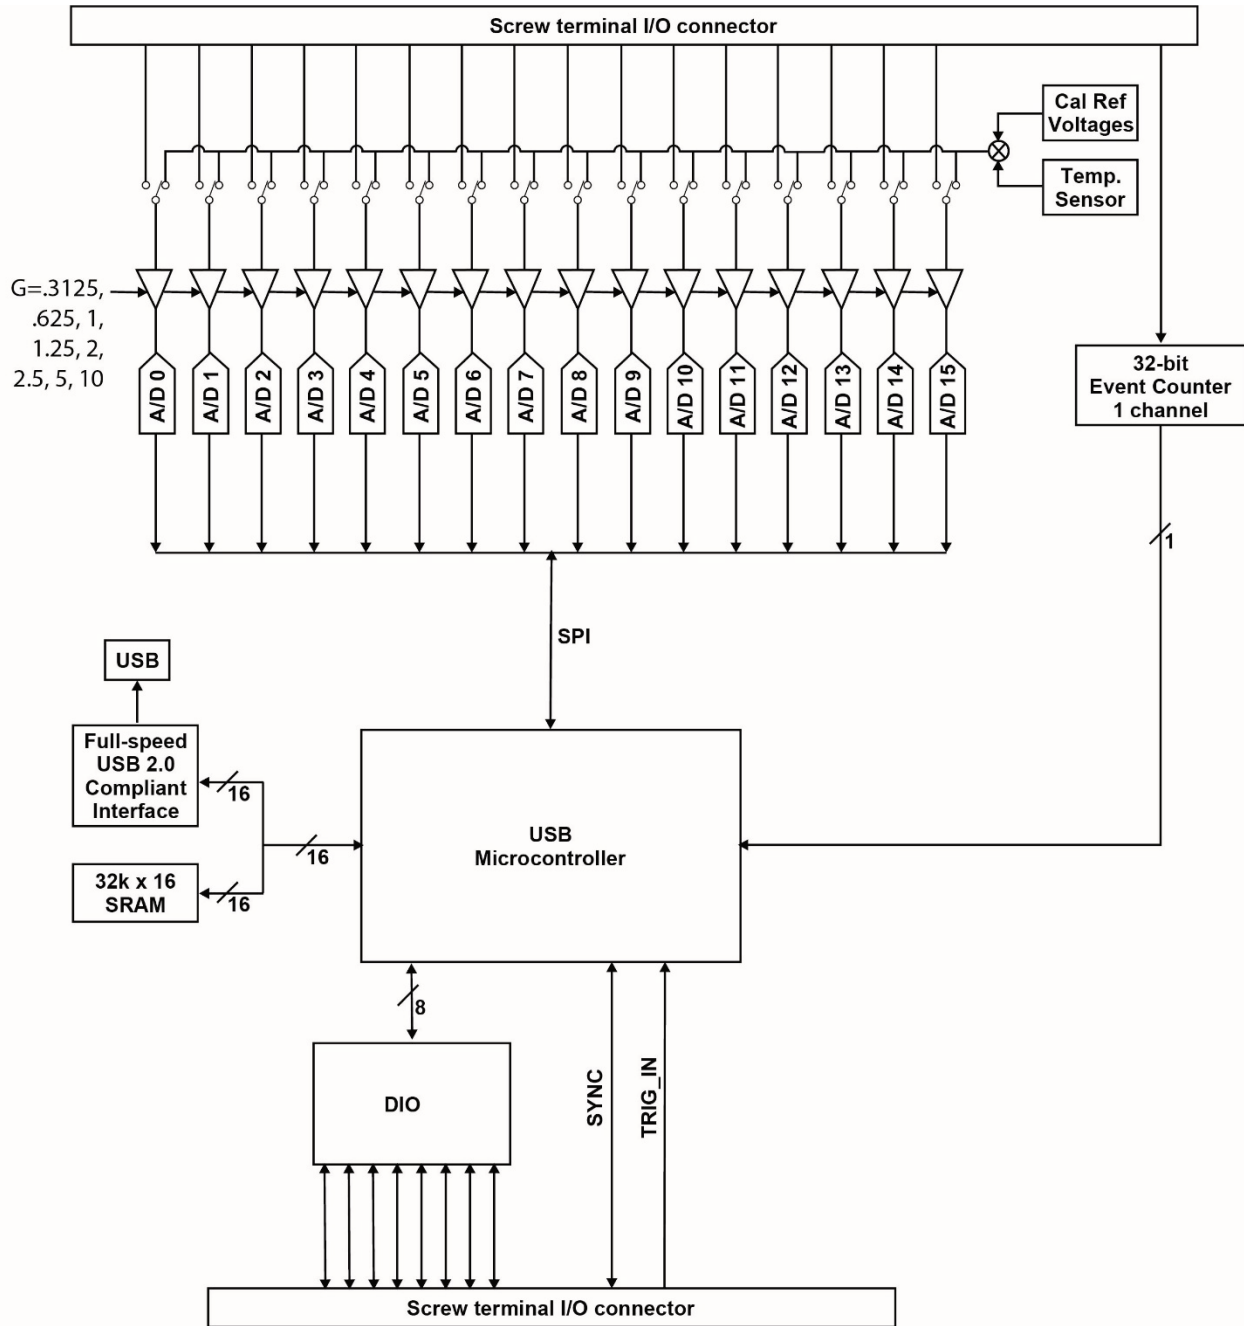 Screw terminal I/O connector
Cal Ref
Voltages
Temp.
Sensor
G=.3125,
.625, 1,
1.25, 2,
2.5, 5, 10
A/D 0
A/D 1
A/D 2
A/D 3
A/D 4
A/D 5
A/D 6
A/D 7
A/D 8
A/D 9
A/D 10
A/D 11
A/D 12
A/D 13
A/D 14
A/D 15
32-bit
Event Counter
1 channel
1
SPI
USB
Full-speed
USB 2.0
Compliant
Interface
16
16
32k x 16
SRAM
16
USB
Microcontroller
8
DIO
SYNC
TRIG_IN
Screw terminal I/O connector